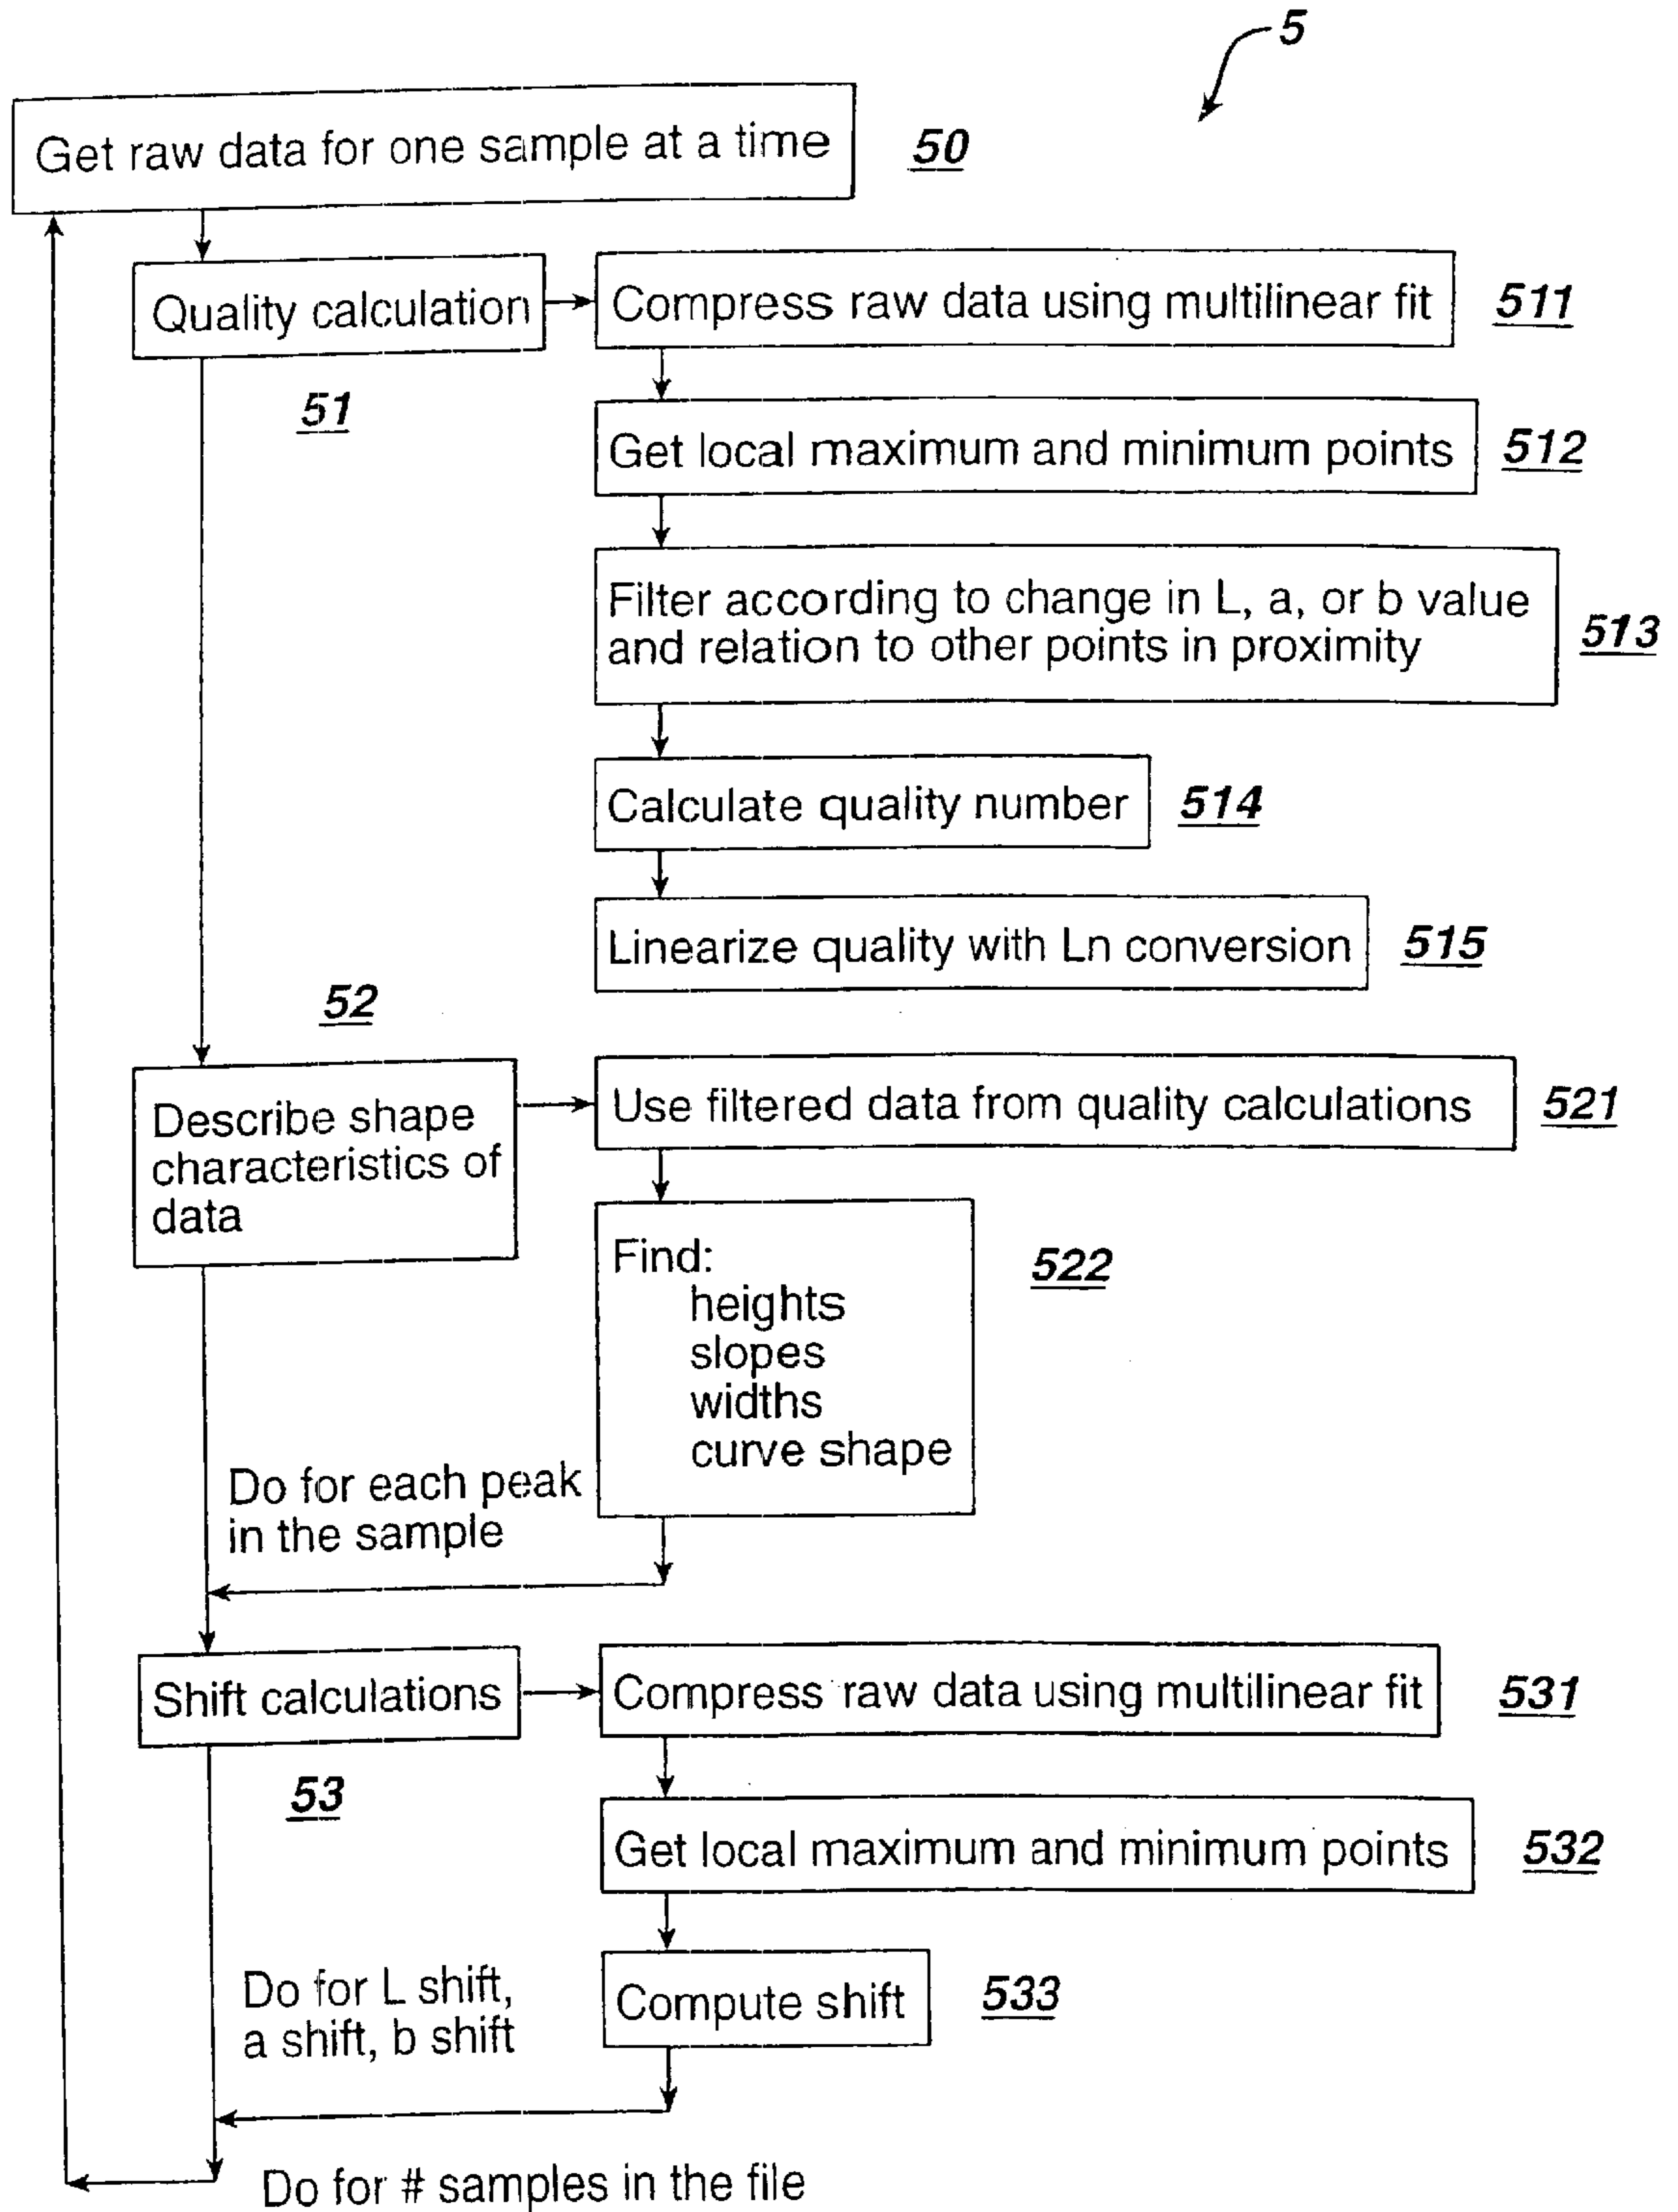 5
Get raw data for one sample at a time
50
Quality calculation
51
Compress raw data using multilinear fit
511
Get local maximum and minimum points
512
Filter according to change in L, a, or b value
and relation to other points in proximity
513
Calculate quality number
514
Linearize quality with Ln conversion
515
52
Describe shape
characteristics of
data
Use filtered data from quality calculations
521
Find:
heights
slopes
widths
curve shape
522
Do for each peak
in the sample
Shift calculations
53
Compress raw data using multilinear fit
531
Get local maximum and minimum points
532
Compute shift
533
Do for L shift,
a shift, b shift
Do for # samples in the file